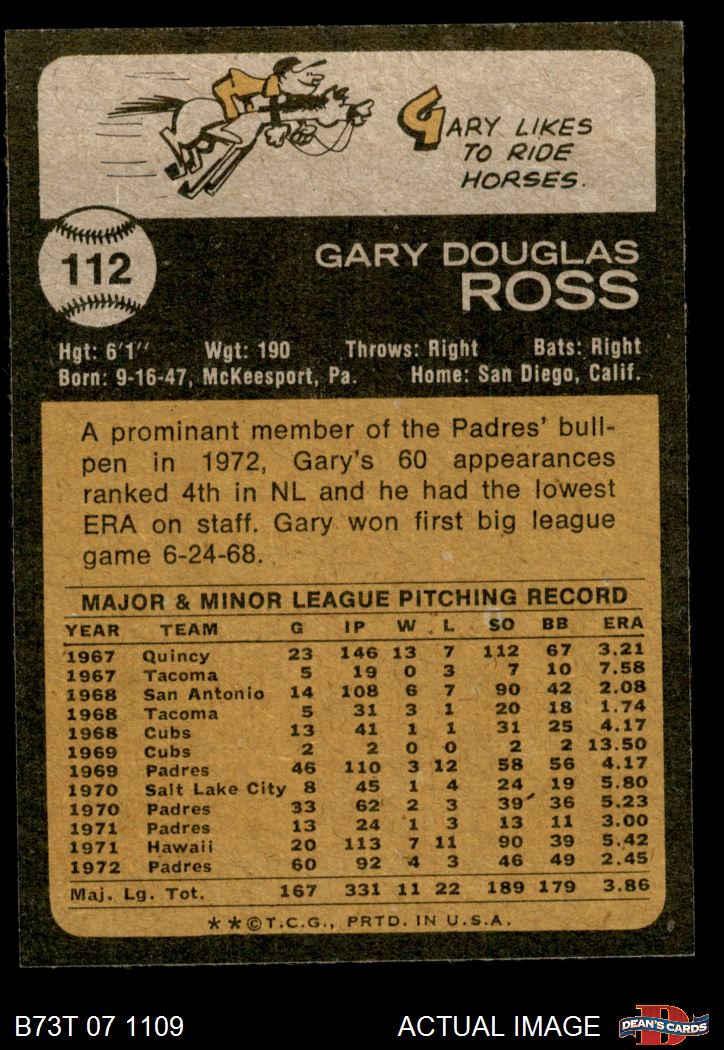 GARY LIKES
TO RIDE
HORSES.
112
GARY DOUGLAS
ROSS
Hgt: 6'1" Wgt: 190 Throws: Right Bats: Right
Born: 9-16-47, McKeesport, Pa. Home: San Diego, Calif.
A prominant member of the Padres' bull-
pen in 1972, Gary's 60 appearances
ranked 4th in NL and he had the lowest
ERA on staff. Gary won first big league
game 6-24-68.
MAJOR & MINOR LEAGUE PITCHING RECORD
YEAR TEAM G IP W L SO BB ERA
1967 Quincy 23 146 13 7 112 67 3.21
1967 Tacoma 5 19 0 3 7 10 7.58
1968 San Antonio 14 108 6 7 90 42 2.08
1968 Tacoma 5 31 3 1 20 18 1.74
1968 Cubs 13 41 1 1 31 25 4.17
1969 Cubs 2 2 0 0 2 2 13.50
1969 Padres 46 110 3 12 58 56 4.17
1970 Salt Lake City 8 45 1 4 24 19 5.80
1970 Padres 33 62 2 3 39 36 5.23
1971 Padres 13 24 1 3 13 11 3.00
1971 Hawaii 20 113 7 11 90 39 5.42
1972 Padres 60 92 4 3 46 49 2.45
Maj. Lg. Tot. 167 331 11 22 189 179 3.86
* * © T.C.G., PRTD. IN U.S.A.
B73T 07 1109 ACTUAL IMAGE
D
DEAN'S CARDS